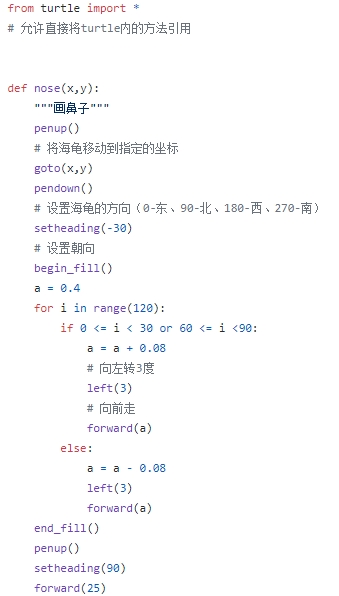 from turtle import *
# 允许直接将turtle内的方法引用
def nose(x,y):
    """画鼻子"""
    penup()
    # 将海龟移动到指定的坐标
    goto(x,y)
    pendown()
    # 设置海龟的方向（0-东、90-北、180-西、270-南）
    setheading(-30)
    # 设置朝向
    begin_fill()
    a = 0.4
    for i in range(120):
        if 0 <= i < 30 or 60 <= i <90:
            a = a + 0.08
            # 向左转3度
            left(3)
            # 向前走
            forward(a)
        else:
            a = a - 0.08
            left(3)
            forward(a)
    end_fill()
    penup()
    setheading(90)
    forward(25)